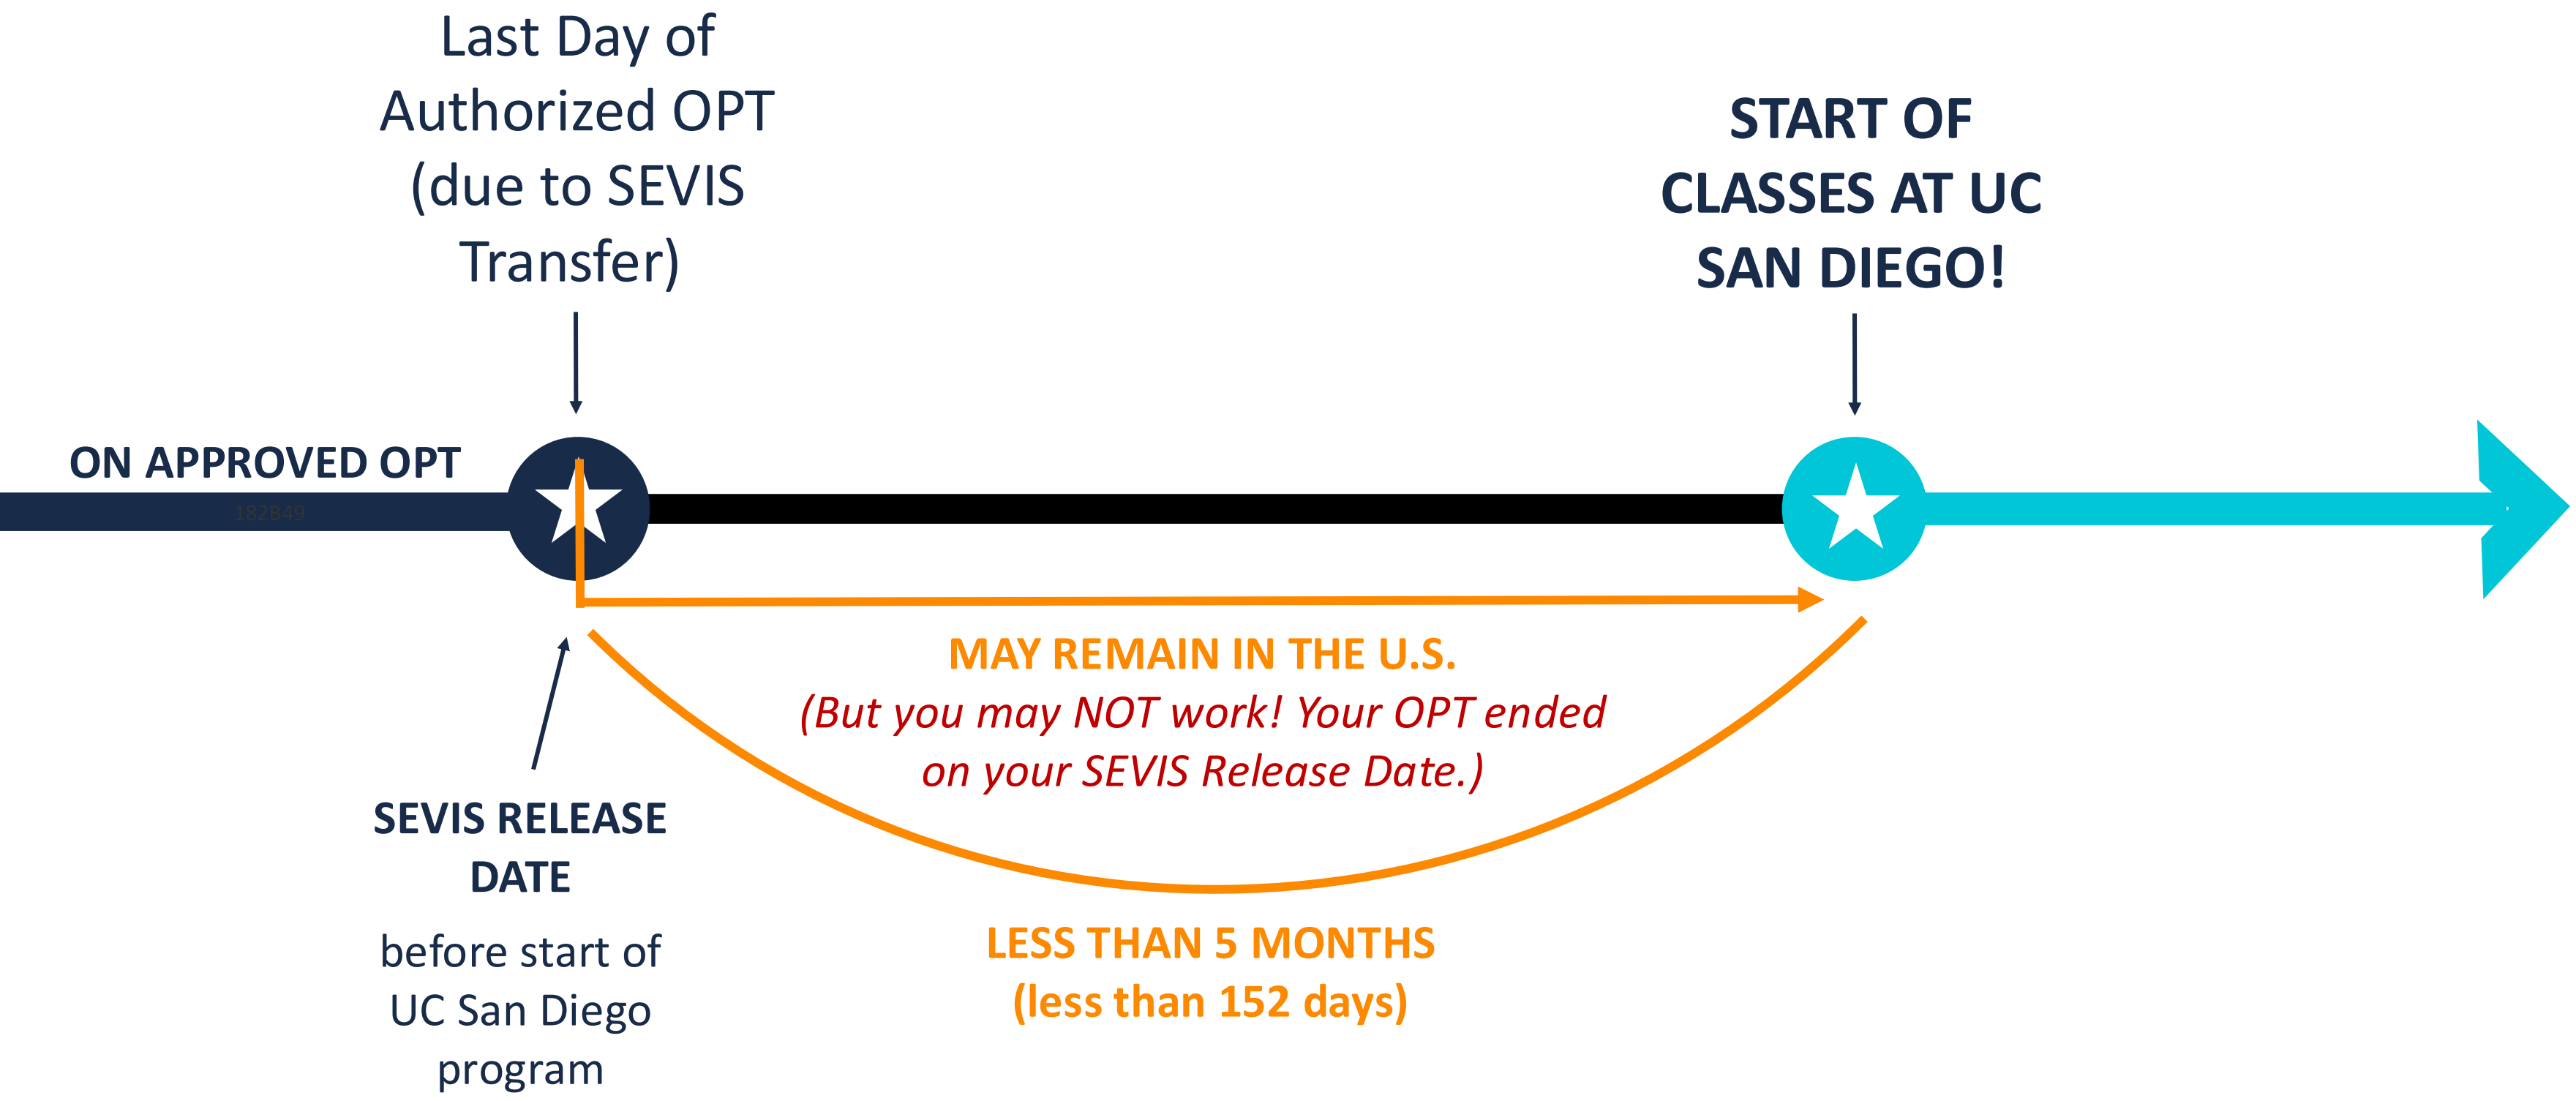 Last Day of
Authorized OPT
(due to SEVIS
Transfer)
START OF
CLASSES AT UC
SAN DIEGO!
ON APPROVED OPT
182B49
MAY REMAIN IN THE U.S.
(But you may NOT work! Your OPT ended
on your SEVIS Release Date.)
SEVIS RELEASE
DATE
before start of
UC San Diego
program
LESS THAN 5 MONTHS
(less than 152 days)